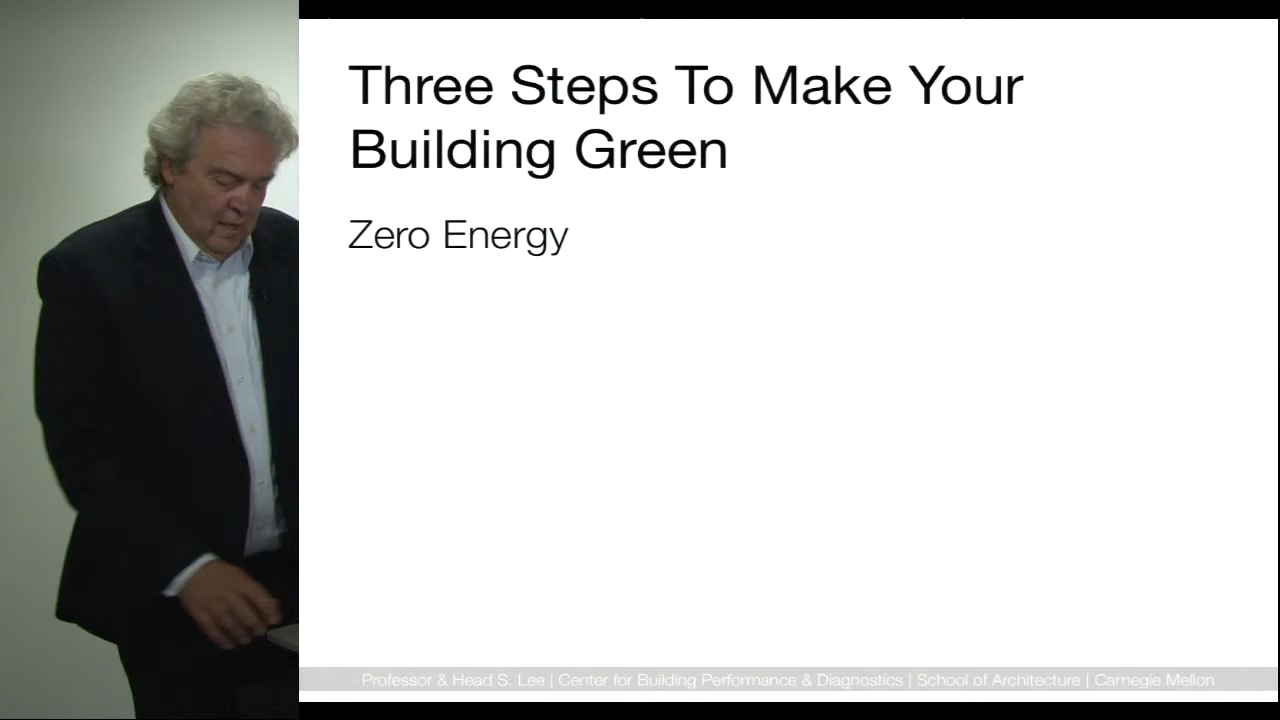 Three Steps To Make Your
Building Green
Zero Energy
Professor & Head S. Lee | Center for Building Performance & Diagnostics | School of Architecture | Carnegie Mellon